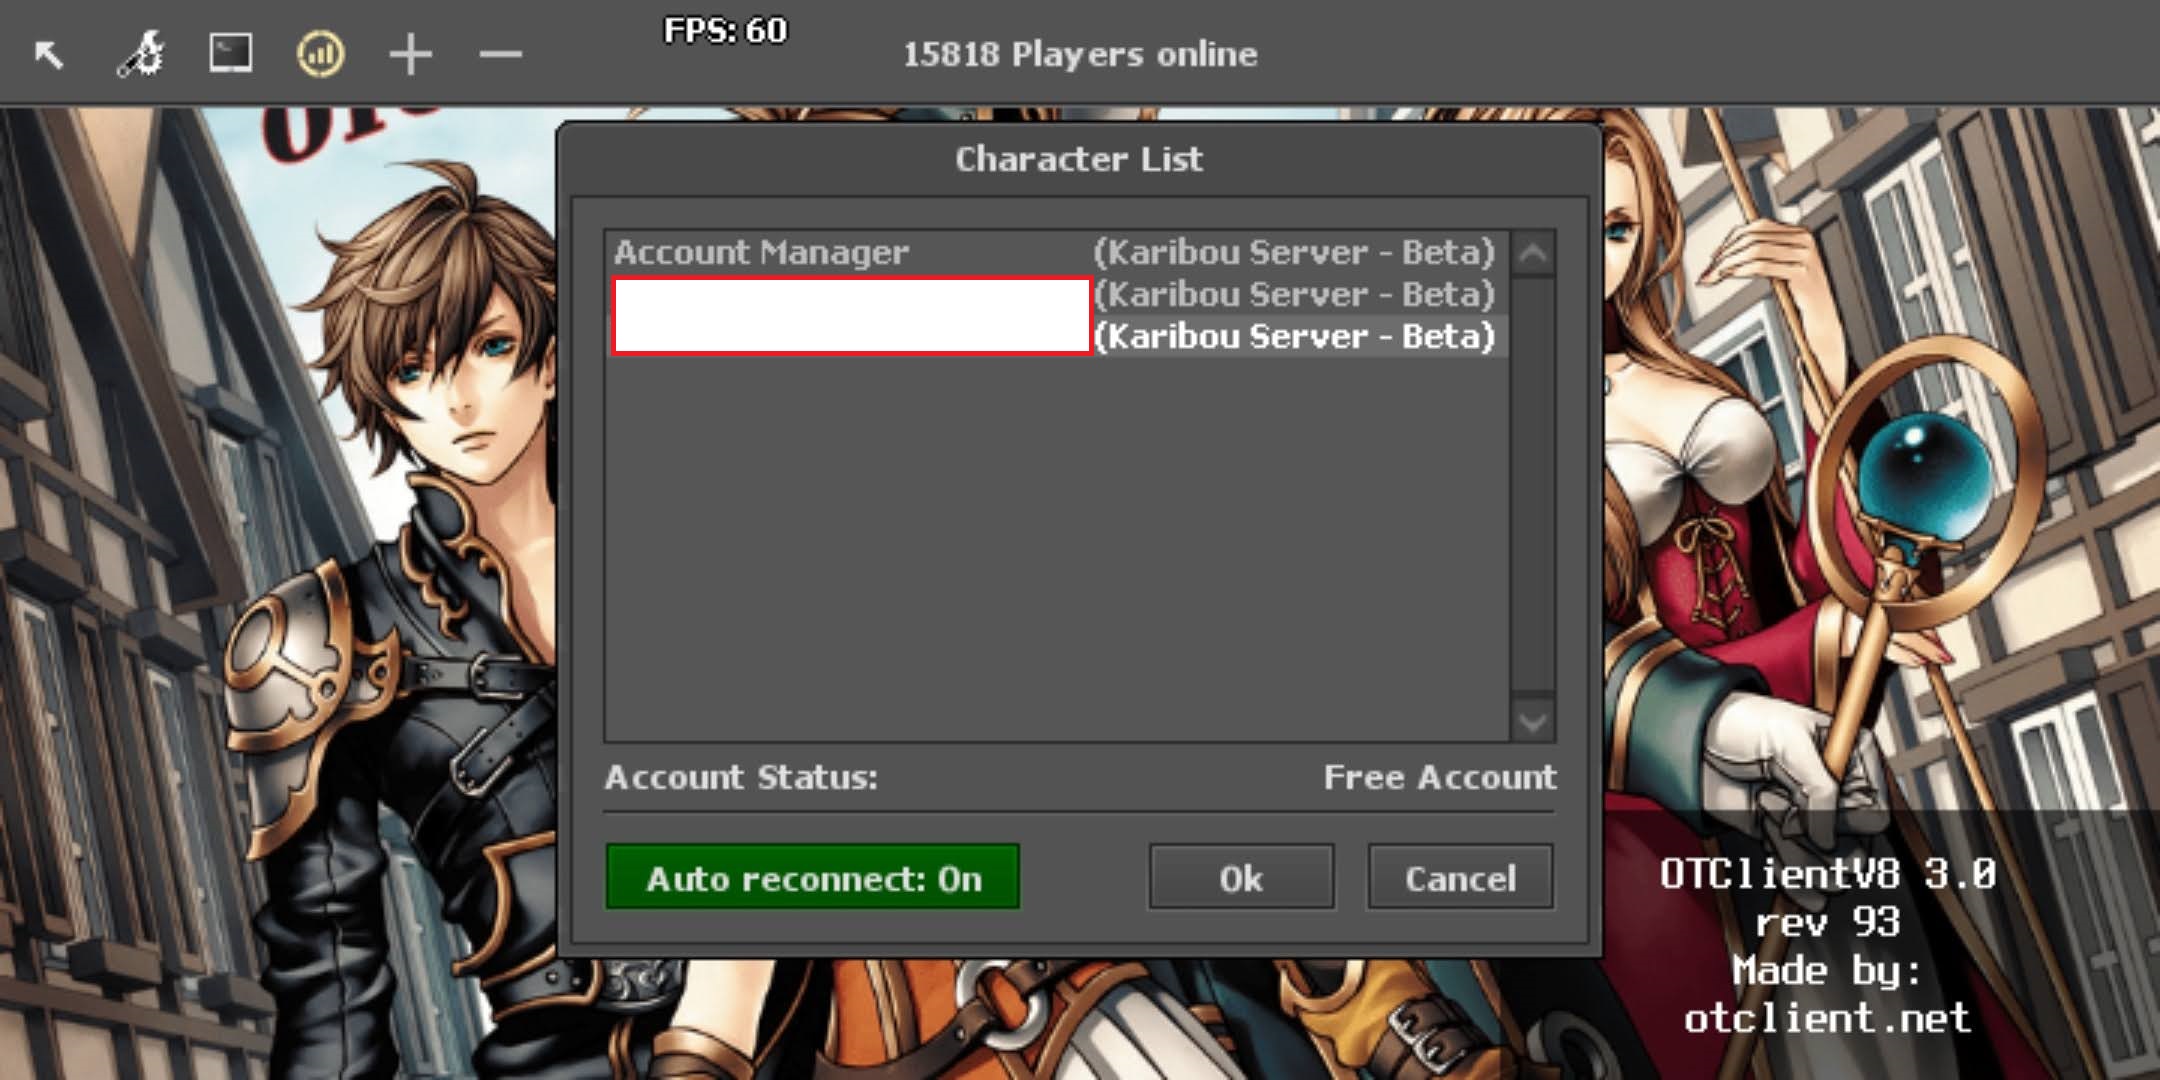 FPS: 60
15818 Players online
Character List
Account Manager (Karibou Server - Beta)
(Karibou Server - Beta)
(Karibou Server - Beta)
Account Status: Free Account
Auto reconnect: On Ok Cancel
OTClientV8 3.0
rev 93
Made by:
otclient.net